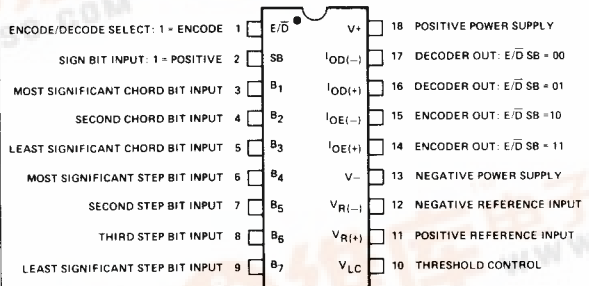 ENCODE/DECODE SELECT: 1 = ENCODE 1 E/D̅ V+ 18 POSITIVE POWER SUPPLY
SIGN BIT INPUT: 1 = POSITIVE 2 SB IOD(−) 17 DECODER OUT: E/D̅ SB = 00
MOST SIGNIFICANT CHORD BIT INPUT 3 B1 IOD(+) 16 DECODER OUT: E/D̅ SB = 01
SECOND CHORD BIT INPUT 4 B2 IOE(−) 15 ENCODER OUT: E/D̅ SB =10
LEAST SIGNIFICANT CHORD BIT INPUT 5 B3 IOE(+) 14 ENCODER OUT: E/D̅ SB = 11
MOST SIGNIFICANT STEP BIT INPUT 6 B4 V− 13 NEGATIVE POWER SUPPLY
SECOND STEP BIT INPUT 7 B5 VR(−) 12 NEGATIVE REFERENCE INPUT
THIRD STEP BIT INPUT 8 B6 VR(+) 11 POSITIVE REFERENCE INPUT
LEAST SIGNIFICANT STEP BIT INPUT 9 B7 VLC 10 THRESHOLD CONTROL